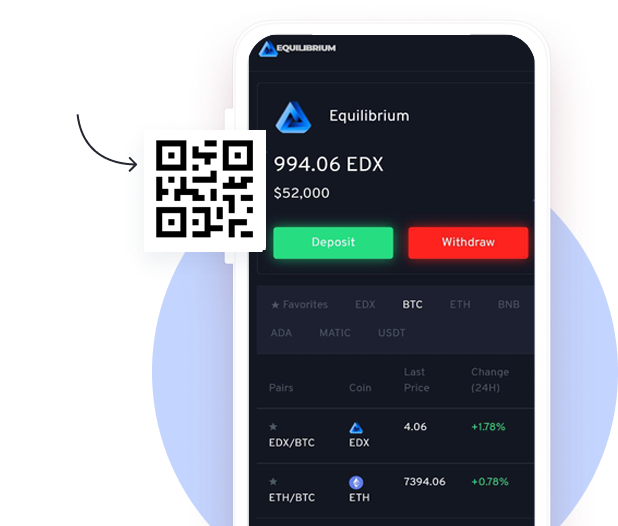 EQUILIBRIUM
Equilibrium
994.06 EDX
$52,000
Deposit Withdraw
★ Favorites EDX BTC ETH BNB
ADA MATIC USDT
Pairs Coin Last Price Change (24H)
★
EDX/BTC EDX 4.06 +1.78%
★
ETH/BTC ETH 7394.06 +0.78%